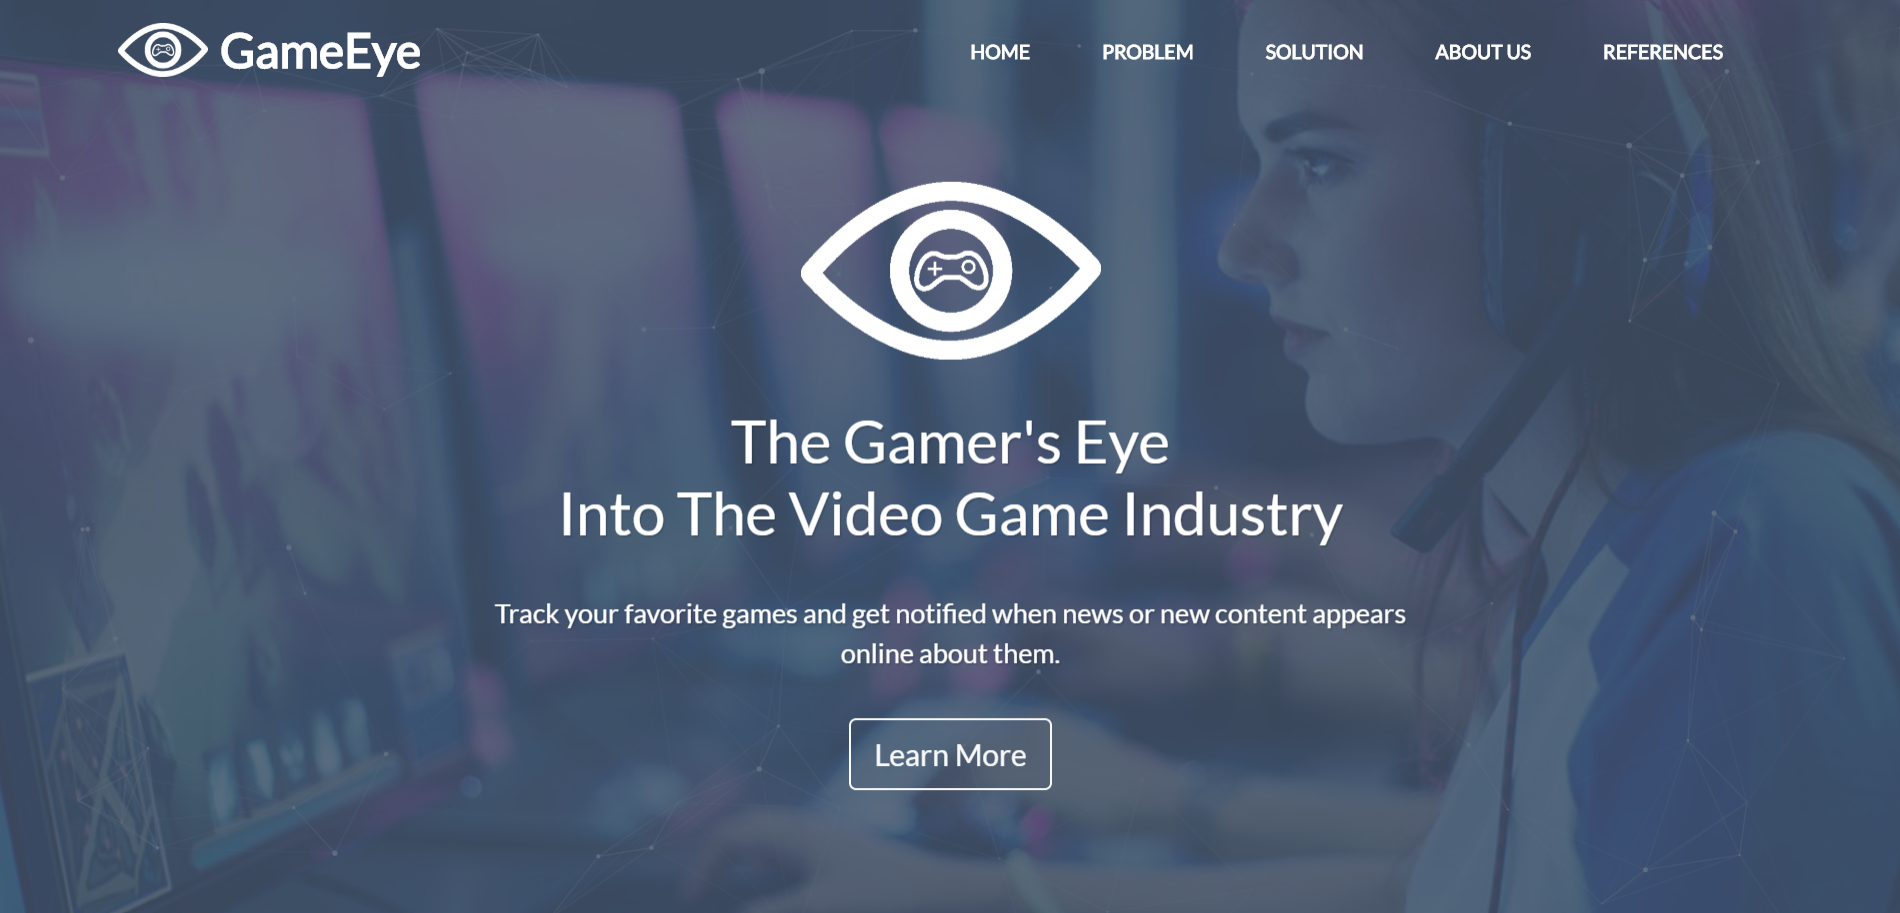 GameEye
HOME PROBLEM SOLUTION ABOUT US REFERENCES
The Gamer's Eye
Into The Video Game Industry
Track your favorite games and get notified when news or new content appears
online about them.
Learn More